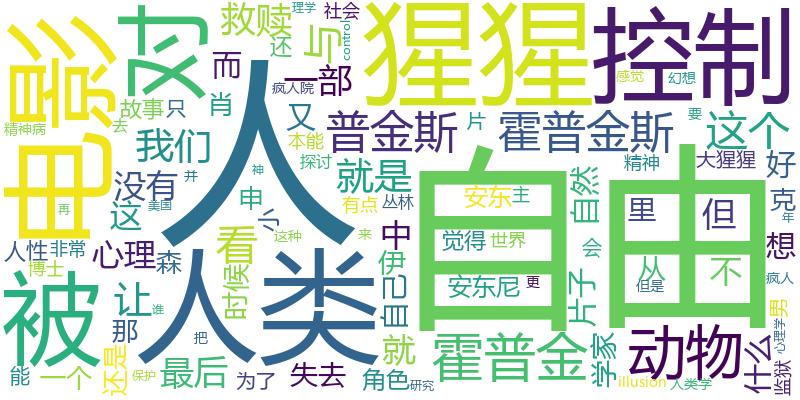 电影
对
救赎
理学
社会
还
与
control
猩猩
控制
精神病
去
故事
只
肖
而
疯人院
一部
又
人
普金斯
片
霍普金斯
感觉
幻想
要
这个
我们
没有
申
本能
探讨
就是
有点
丛林
安东
主
精神
自然
大猩猩
好
克
年
这
再
美国
并
神
小
中
伊
觉得
世界
自由
会
里
但
想
人性
非常
心理
森
看
时候
这种
来
自己
安东尼
更
片子
从
但是
不
疯人
博士
被
让
那
谁
人类
把
就
霍普金
学家
动物
什么
男
监狱
心理学
能
一个
还是
保护
最后
为了
失去
角色
研究
illusion
人类学